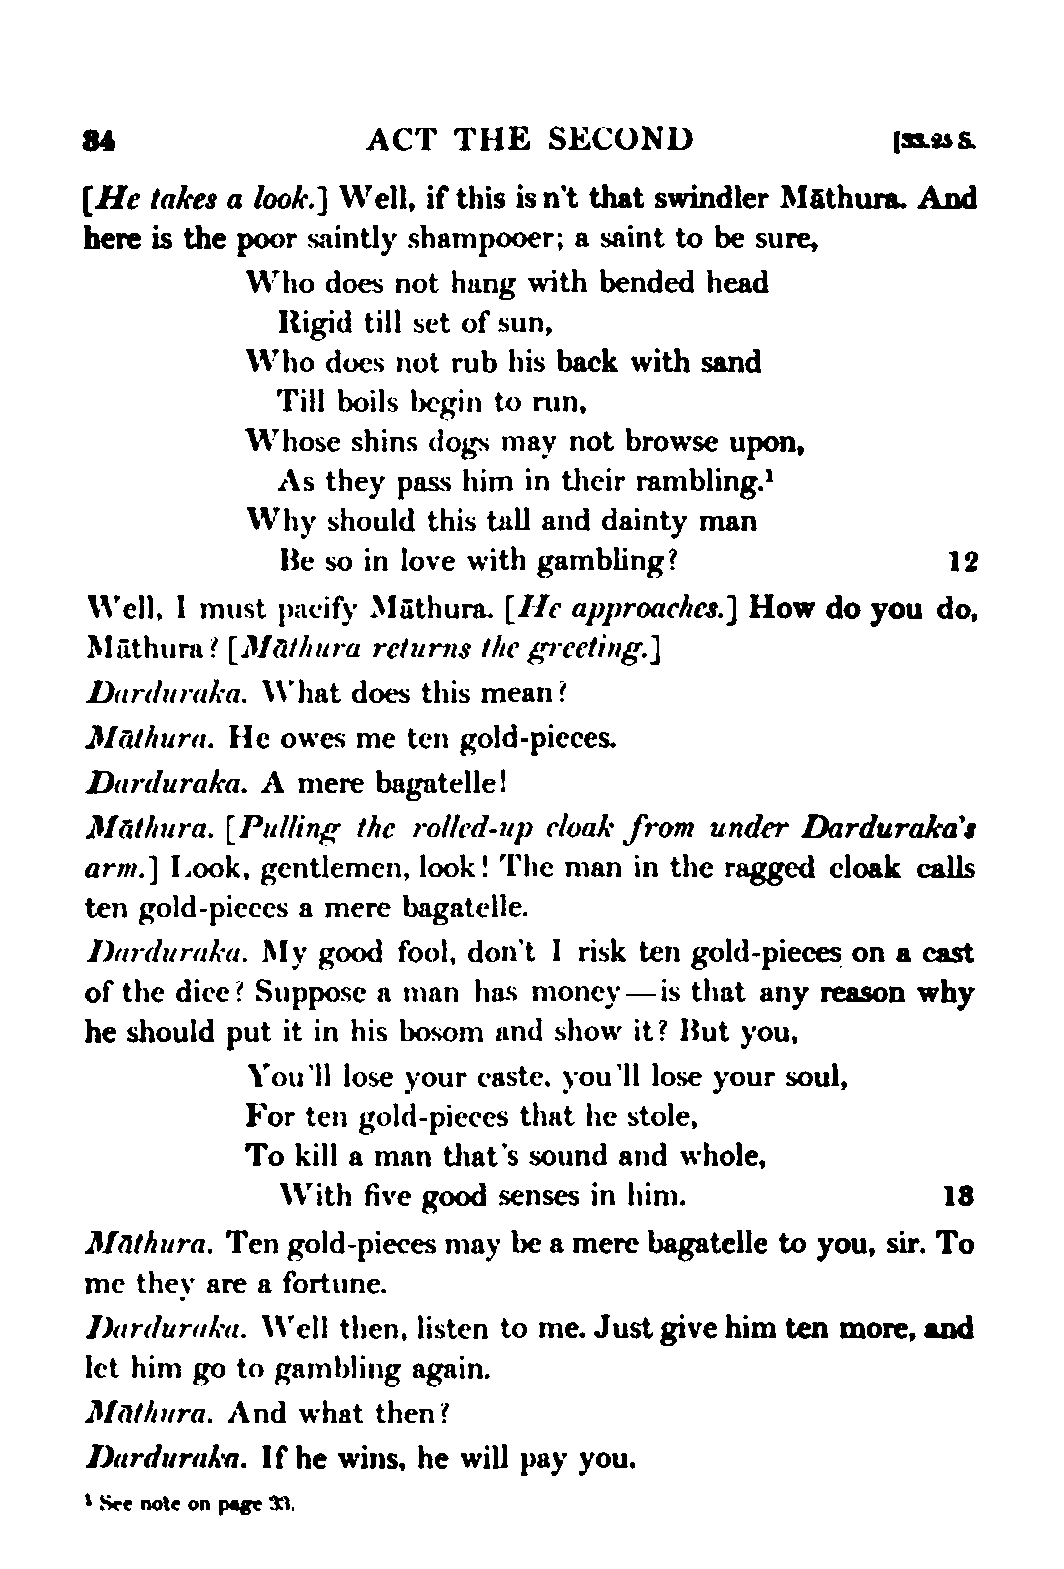 34 ACT THE SECOND [33.25 S.
[He takes a look.] Well, if this isn't that swindler Māthura. And
here is the poor saintly shampooer; a saint to be sure,
Who does not hang with bended head
Rigid till set of sun,
Who does not rub his back with sand
Till boils begin to run,
Whose shins dogs may not browse upon,
As they pass him in their rambling.¹
Why should this tall and dainty man
Be so in love with gambling? 12
Well, I must pacify Māthura. [He approaches.] How do you do,
Māthura? [Māthura returns the greeting.]
Darduraka. What does this mean?
Māthura. He owes me ten gold-pieces.
Darduraka. A mere bagatelle!
Māthura. [Pulling the rolled-up cloak from under Darduraka's
arm.] Look, gentlemen, look! The man in the ragged cloak calls
ten gold-pieces a mere bagatelle.
Darduraka. My good fool, don't I risk ten gold-pieces on a cast
of the dice? Suppose a man has money—is that any reason why
he should put it in his bosom and show it? But you,
You'll lose your caste, you'll lose your soul,
For ten gold-pieces that he stole,
To kill a man that's sound and whole,
With five good senses in him. 13
Māthura. Ten gold-pieces may be a mere bagatelle to you, sir. To
me they are a fortune.
Darduraka. Well then, listen to me. Just give him ten more, and
let him go to gambling again.
Māthura. And what then?
Darduraka. If he wins, he will pay you.
¹ See note on page 33.